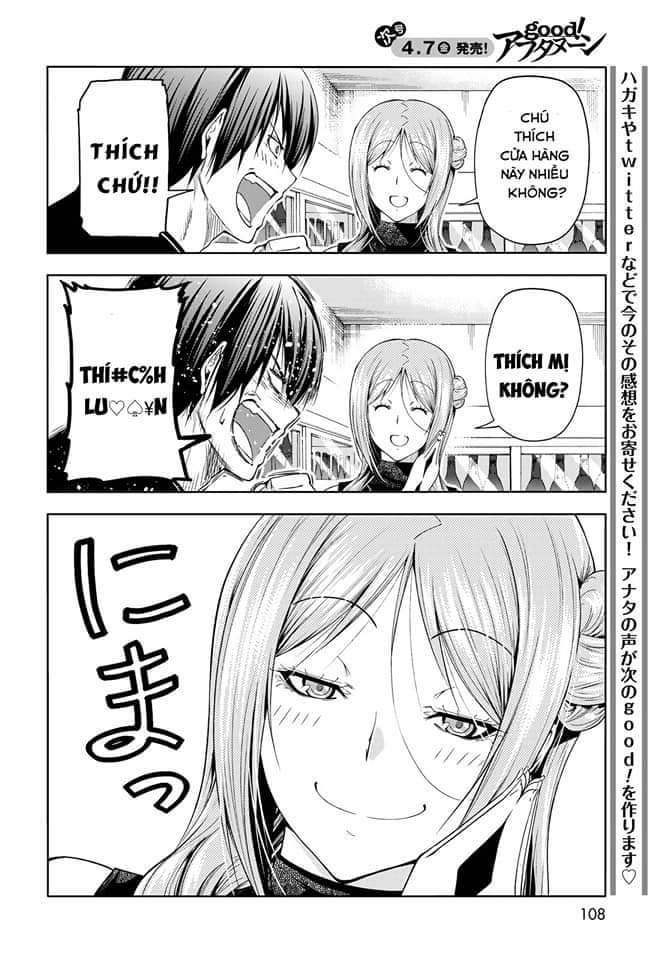 次号
4.7金発売!
good!
アフタヌーン
CHÚ
THÍCH
CỬA HÀNG
NÀY NHIỀU
KHÔNG?
THÍCH
CHỨ!!
THÍCH MỊ
KHÔNG?
THÍ#C%H
LU♡♤¥N
にまっ
ハガキやtwitterなどで今のその感想をお寄せください! アナタの声が次のgood!を作ります♡
108